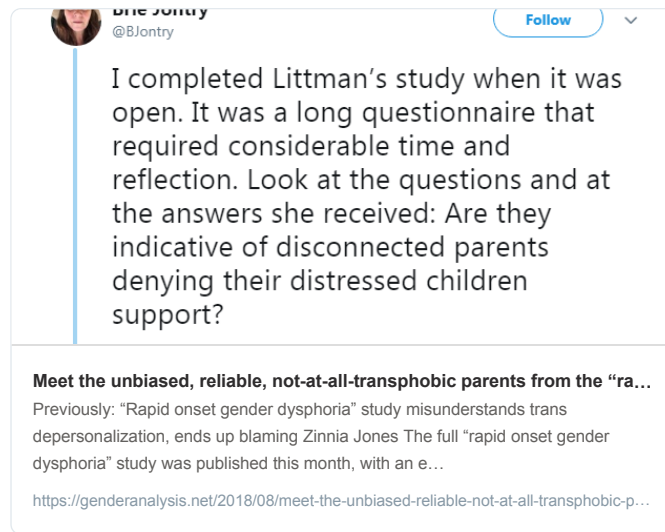 Brie Jontry
@BJontry
Follow
I completed Littman’s study when it was
open. It was a long questionnaire that
required considerable time and
reflection. Look at the questions and at
the answers she received: Are they
indicative of disconnected parents
denying their distressed children
support?
Meet the unbiased, reliable, not-at-all-transphobic parents from the “ra...
Previously: “Rapid onset gender dysphoria” study misunderstands trans
depersonalization, ends up blaming Zinnia Jones The full “rapid onset gender
dysphoria” study was published this month, with an e...
https://genderanalysis.net/2018/08/meet-the-unbiased-reliable-not-at-all-transphobic-p...